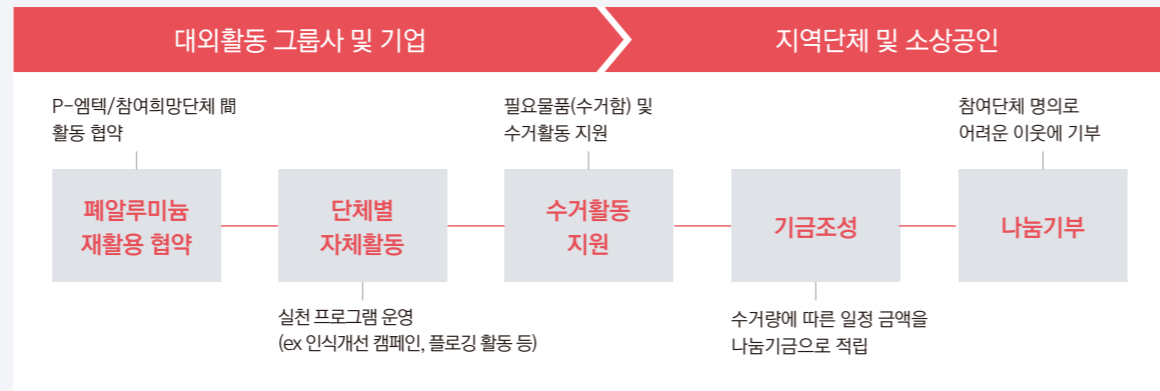 대외활동 그룹사 및 기업
지역단체 및 소상공인
P-엠텍/참여희망단체 間
활동 협약
폐알루미늄
재활용 협약
단체별
자체활동
실천 프로그램 운영
(ex 인식개선 캠페인, 플로깅 활동 등)
필요물품(수거함) 및
수거활동 지원
수거활동
지원
기금조성
수거량에 따른 일정 금액을
나눔기금으로 적립
참여단체 명의로
어려운 이웃에 기부
나눔기부